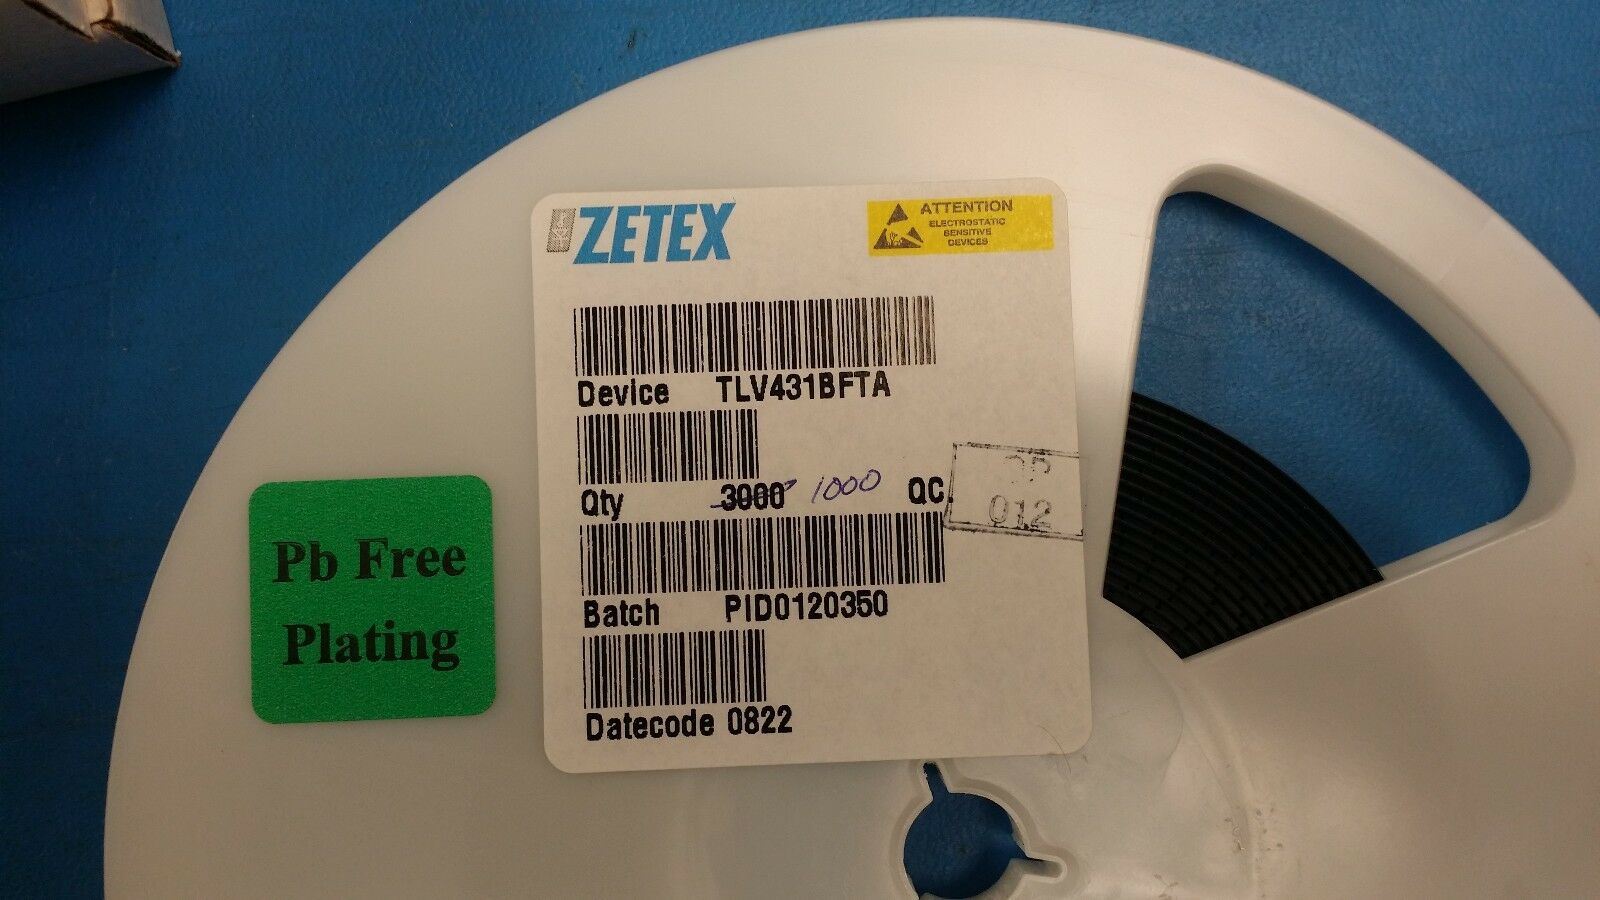 ZETEX
ATTENTION
ELECTROSTATIC
SENSITIVE
DEVICES
Device TLV431BFTA
Qty 3000 1000 QC
35
012
Batch PID0120350
Datecode 0822
Pb Free
Plating